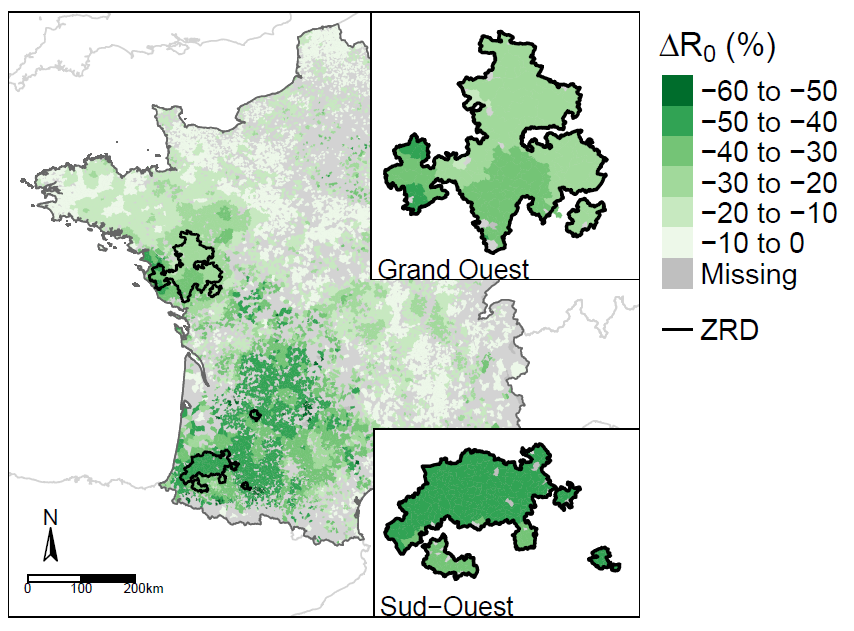 ΔR₀ (%)
−60 to −50
−50 to −40
−40 to −30
−30 to −20
−20 to −10
−10 to 0
Missing
ZRD
Grand Ouest
Sud−Ouest
N
0 100 200km